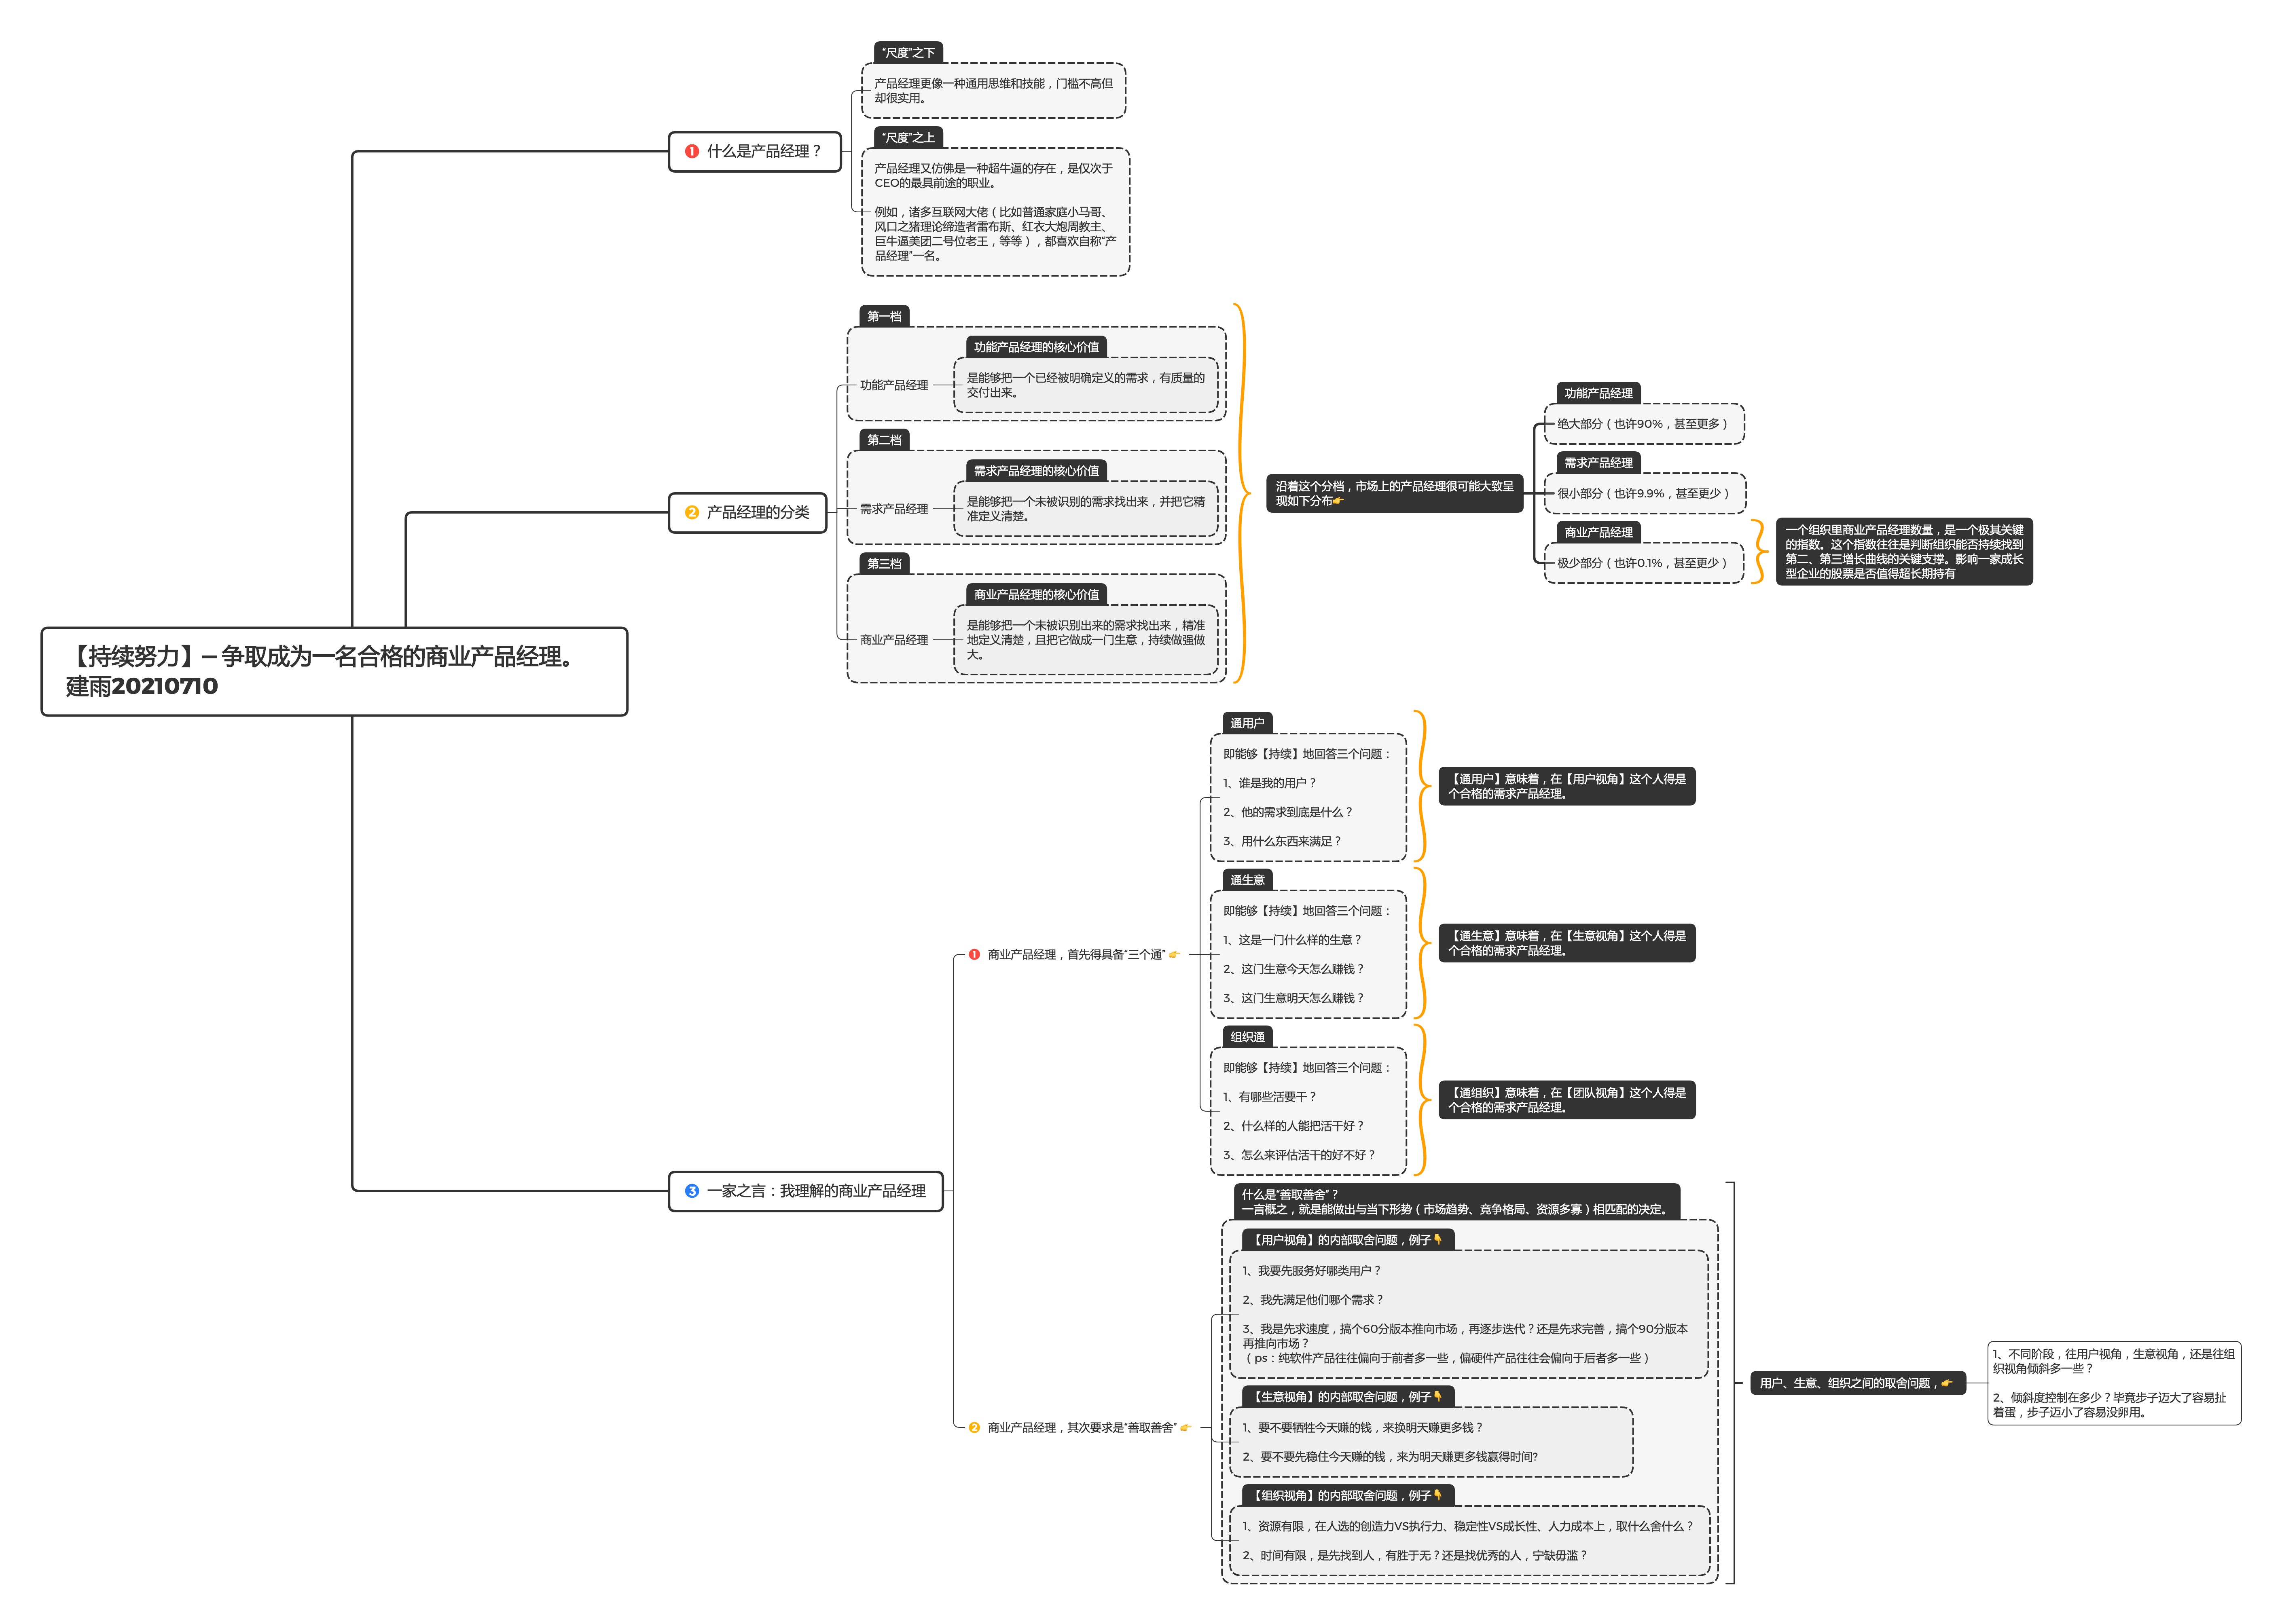 【持续努力】– 争取成为一名合格的商业产品经理。
建雨20210710
1 什么是产品经理？
“尺度”之下
产品经理更像一种通用思维和技能，门槛不高但
却很实用。
“尺度”之上
产品经理又仿佛是一种超牛逼的存在，是仅次于
CEO的最具前途的职业。
例如，诸多互联网大佬（比如普通家庭小马哥、
风口之猪理论缔造者雷布斯、红衣大炮周教主、
巨牛逼美团二号位老王，等等），都喜欢自称“产
品经理”一名。
2 产品经理的分类
第一档
功能产品经理
功能产品经理的核心价值
是能够把一个已经被明确定义的需求，有质量的
交付出来。
第二档
需求产品经理
需求产品经理的核心价值
是能够把一个未被识别的需求找出来，并把它精
准定义清楚。
第三档
商业产品经理
商业产品经理的核心价值
是能够把一个未被识别出来的需求找出来，精准
地定义清楚，且把它做成一门生意，持续做强做
大。
沿着这个分档，市场上的产品经理很可能大致呈
现如下分布👉
功能产品经理
绝大部分（也许90%，甚至更多）
需求产品经理
很小部分（也许9.9%，甚至更少）
商业产品经理
极少部分（也许0.1%，甚至更少）
一个组织里商业产品经理数量，是一个极其关键
的指数。这个指数往往是判断组织能否持续找到
第二、第三增长曲线的关键支撑。影响一家成长
型企业的股票是否值得超长期持有
3 一家之言：我理解的商业产品经理
1 商业产品经理，首先得具备“三个通”👉
通用户
即能够【持续】地回答三个问题：
1、谁是我的用户？
2、他的需求到底是什么？
3、用什么东西来满足？
【通用户】意味着，在【用户视角】这个人得是
个合格的需求产品经理。
通生意
即能够【持续】地回答三个问题：
1、这是一门什么样的生意？
2、这门生意今天怎么赚钱？
3、这门生意明天怎么赚钱？
【通生意】意味着，在【生意视角】这个人得是
个合格的需求产品经理。
组织通
即能够【持续】地回答三个问题：
1、有哪些活要干？
2、什么样的人能把活干好？
3、怎么来评估活干的好不好？
【通组织】意味着，在【团队视角】这个人得是
个合格的需求产品经理。
2 商业产品经理，其次要求是“善取善舍”👉
什么是“善取善舍”？
一言概之，就是能做出与当下形势（市场趋势、竞争格局、资源多寡）相匹配的决定。
【用户视角】的内部取舍问题，例子👇
1、我要先服务好哪类用户？
2、我先满足他们哪个需求？
3、我是先求速度，搞个60分版本推向市场，再逐步迭代？还是先求完善，搞个90分版本
再推向市场？
（ps：纯软件产品往往偏向于前者多一些，偏硬件产品往往会偏向于后者多一些）
【生意视角】的内部取舍问题，例子👇
1、要不要牺牲今天赚的钱，来换明天赚更多钱？
2、要不要先稳住今天赚的钱，来为明天赚更多钱赢得时间?
【组织视角】的内部取舍问题，例子👇
1、资源有限，在人选的创造力VS执行力、稳定性VS成长性、人力成本上，取什么舍什么？
2、时间有限，是先找到人，有胜于无？还是找优秀的人，宁缺毋滥？
用户、生意、组织之间的取舍问题，👉
1、不同阶段，往用户视角，生意视角，还是往组
织视角倾斜多一些？
2、倾斜度控制在多少？毕竟步子迈大了容易扯
着蛋，步子迈小了容易没卵用。